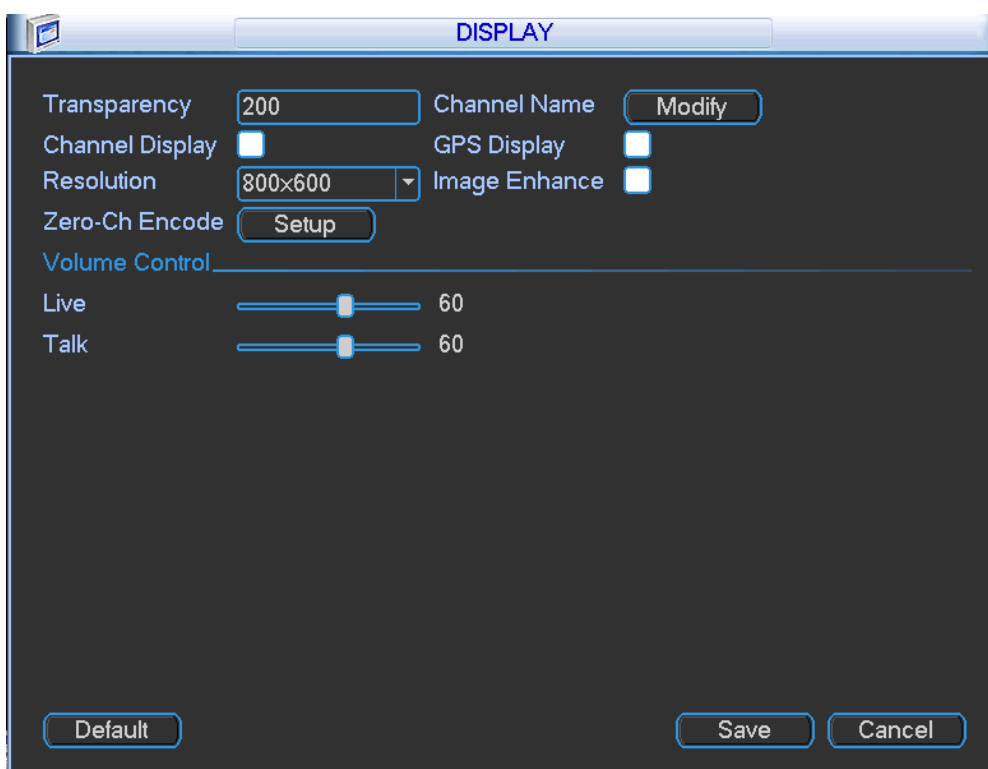 DISPLAY
Transparency 200 Channel Name Modify
Channel Display GPS Display
Resolution 800×600 Image Enhance
Zero-Ch Encode Setup
Volume Control
Live 60
Talk 60
Default Save Cancel